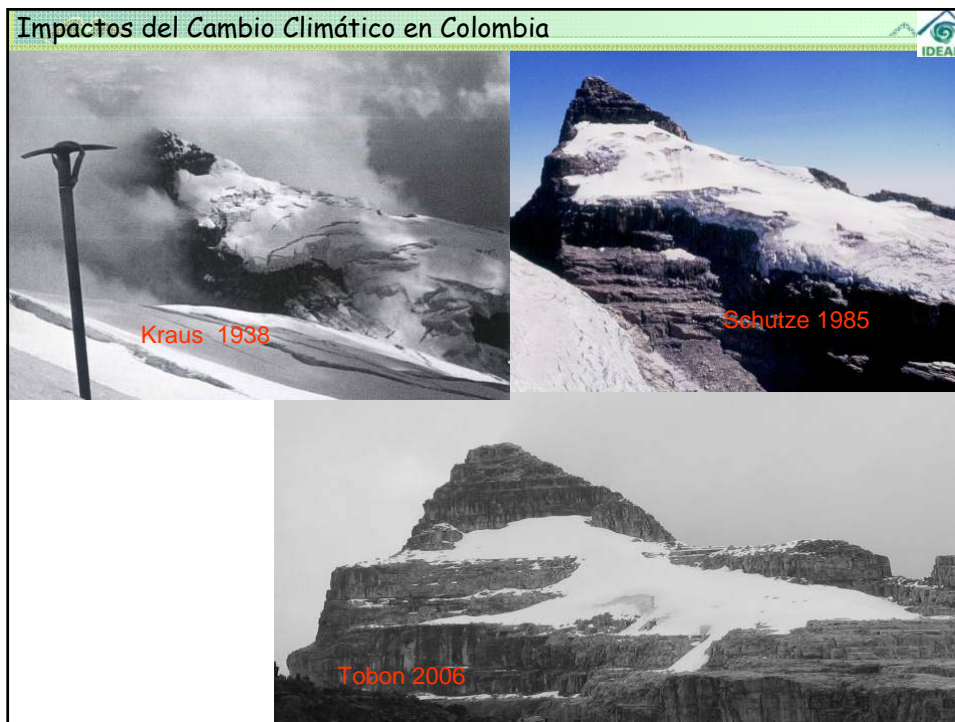 Impactos del Cambio Climático en Colombia
IDEAM
Kraus 1938
Schutze 1985
Tobon 2006